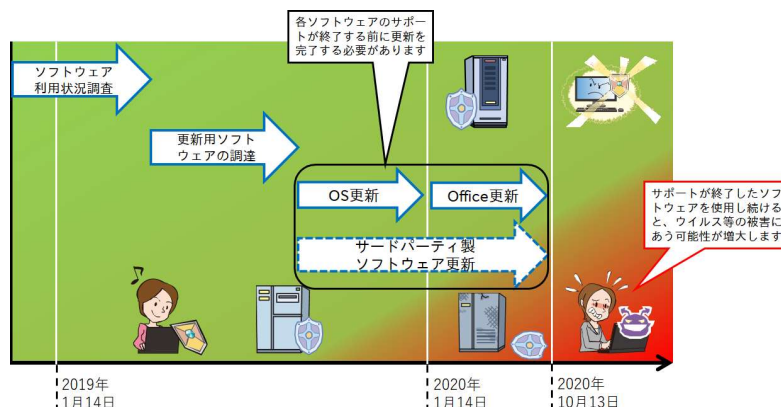 各ソフトウェアのサポー
トが終了する前に更新を
完了する必要があります
ソフトウェア
利用状況調査
更新用ソフト
ウェアの調達
OS更新
Office更新
サードパーティ製
ソフトウェア更新
サポートが終了したソフ
トウェアを使用し続ける
と、ウイルス等の被害に
あう可能性が増大します
2019年
1月14日
2020年
1月14日
2020年
10月13日